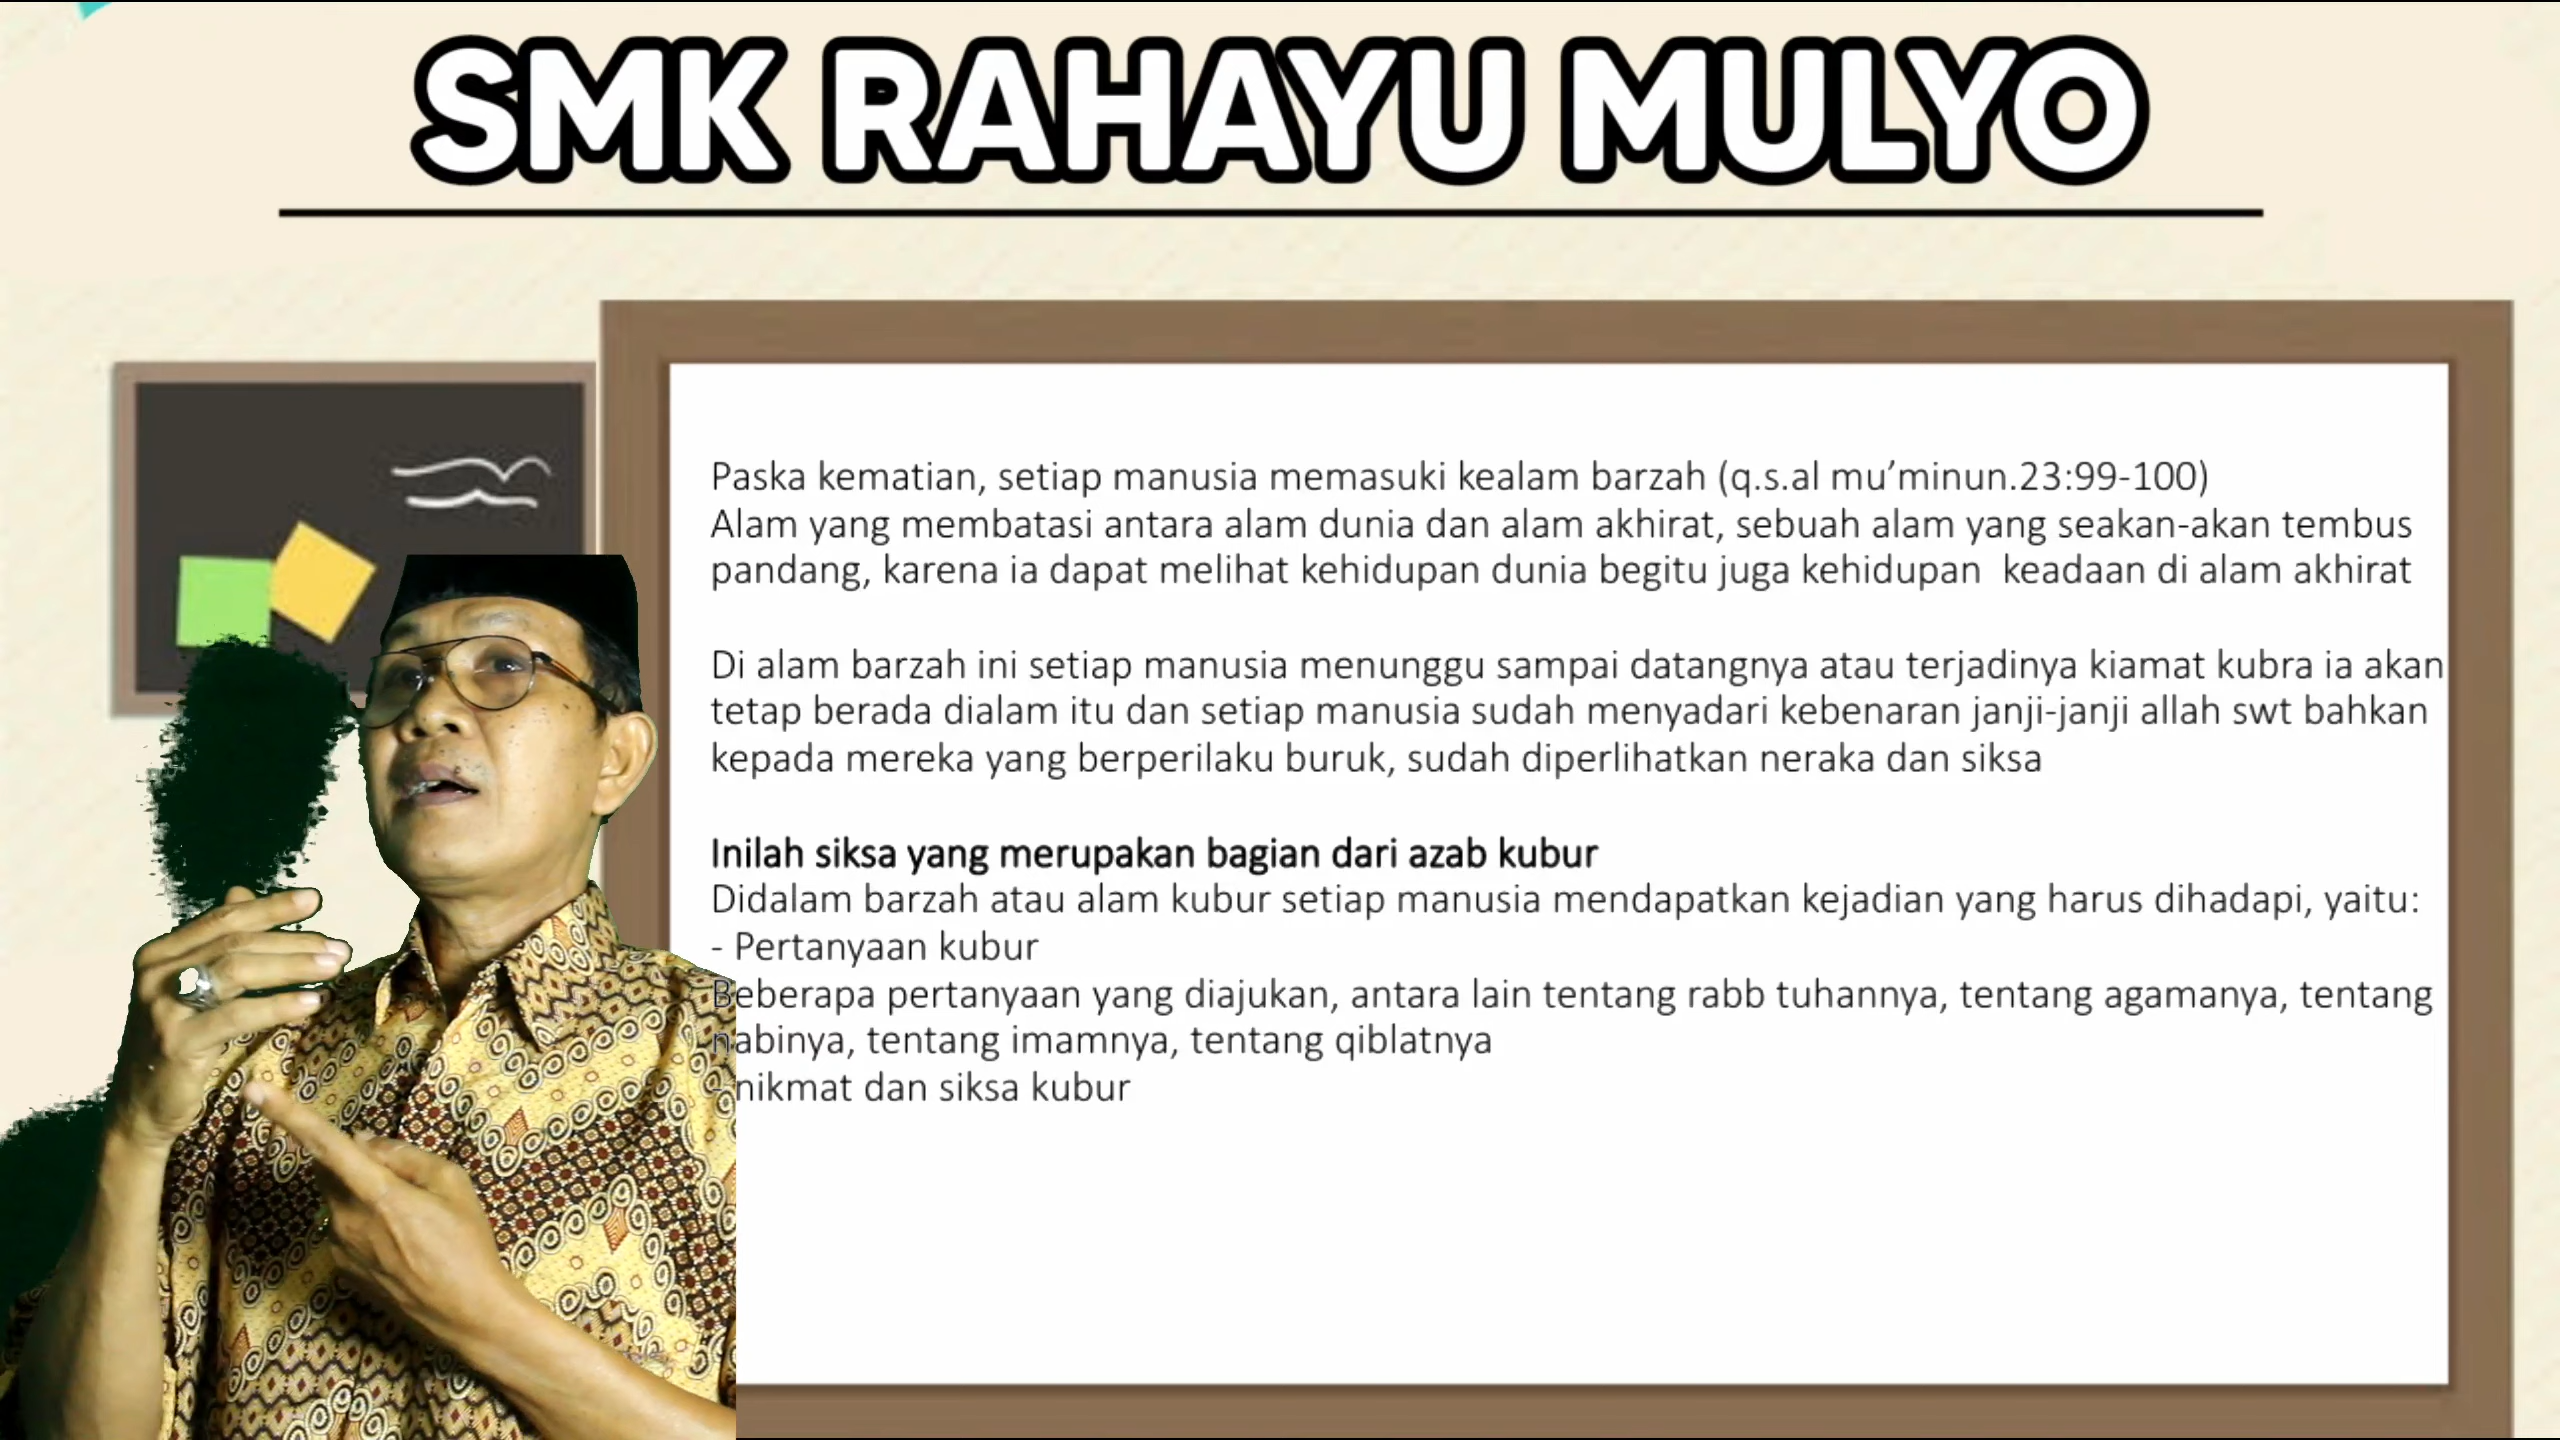 SMK RAHAYU MULYO
Paska kematian, setiap manusia memasuki kealam barzah (q.s.al mu’minun.23:99-100)
Alam yang membatasi antara alam dunia dan alam akhirat, sebuah alam yang seakan-akan tembus
pandang, karena ia dapat melihat kehidupan dunia begitu juga kehidupan  keadaan di alam akhirat
Di alam barzah ini setiap manusia menunggu sampai datangnya atau terjadinya kiamat kubra ia akan
tetap berada dialam itu dan setiap manusia sudah menyadari kebenaran janji-janji allah swt bahkan
kepada mereka yang berperilaku buruk, sudah diperlihatkan neraka dan siksa
Inilah siksa yang merupakan bagian dari azab kubur
Didalam barzah atau alam kubur setiap manusia mendapatkan kejadian yang harus dihadapi, yaitu:
- Pertanyaan kubur
Beberapa pertanyaan yang diajukan, antara lain tentang rabb tuhannya, tentang agamanya, tentang
nabinya, tentang imamnya, tentang qiblatnya
- nikmat dan siksa kubur